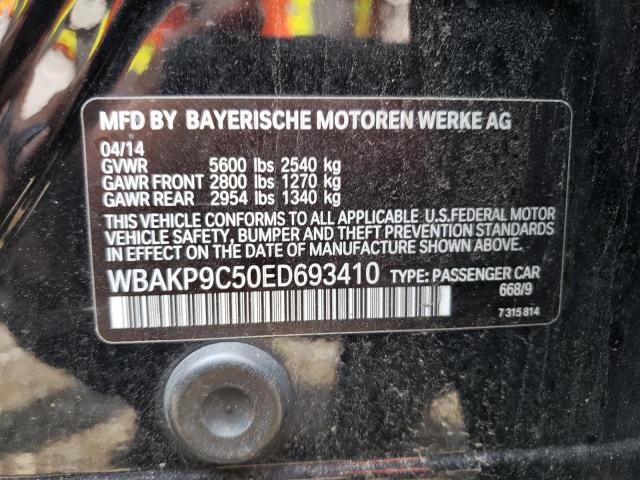 MFD BY BAYERISCHE MOTOREN WERKE AG
04/14
GVWR 5600 lbs 2540 kg
GAWR FRONT 2800 lbs 1270 kg
GAWR REAR 2954 lbs 1340 kg
THIS VEHICLE CONFORMS TO ALL APPLICABLE U.S.FEDERAL MOTOR
VEHICLE SAFETY, BUMPER AND THEFT PREVENTION STANDARDS
IN EFFECT ON THE DATE OF MANUFACTURE SHOWN ABOVE.
WBAKP9C50ED693410 TYPE: PASSENGER CAR
668/9
7 315 814